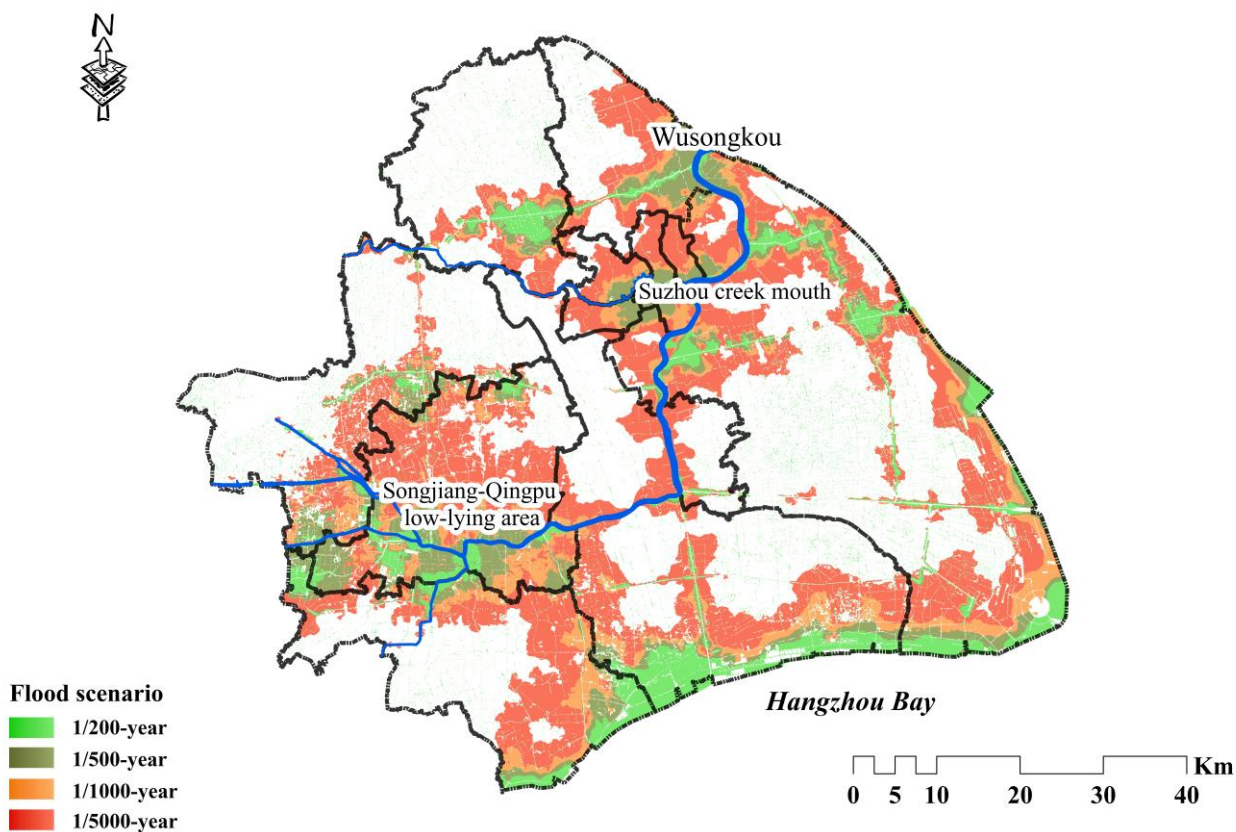 N
Wusongkou
Suzhou creek mouth
Songjiang-Qingpu
low-lying area
Hangzhou Bay
Flood scenario
1/200-year
1/500-year
1/1000-year
1/5000-year
Km
0 5 10 20 30 40